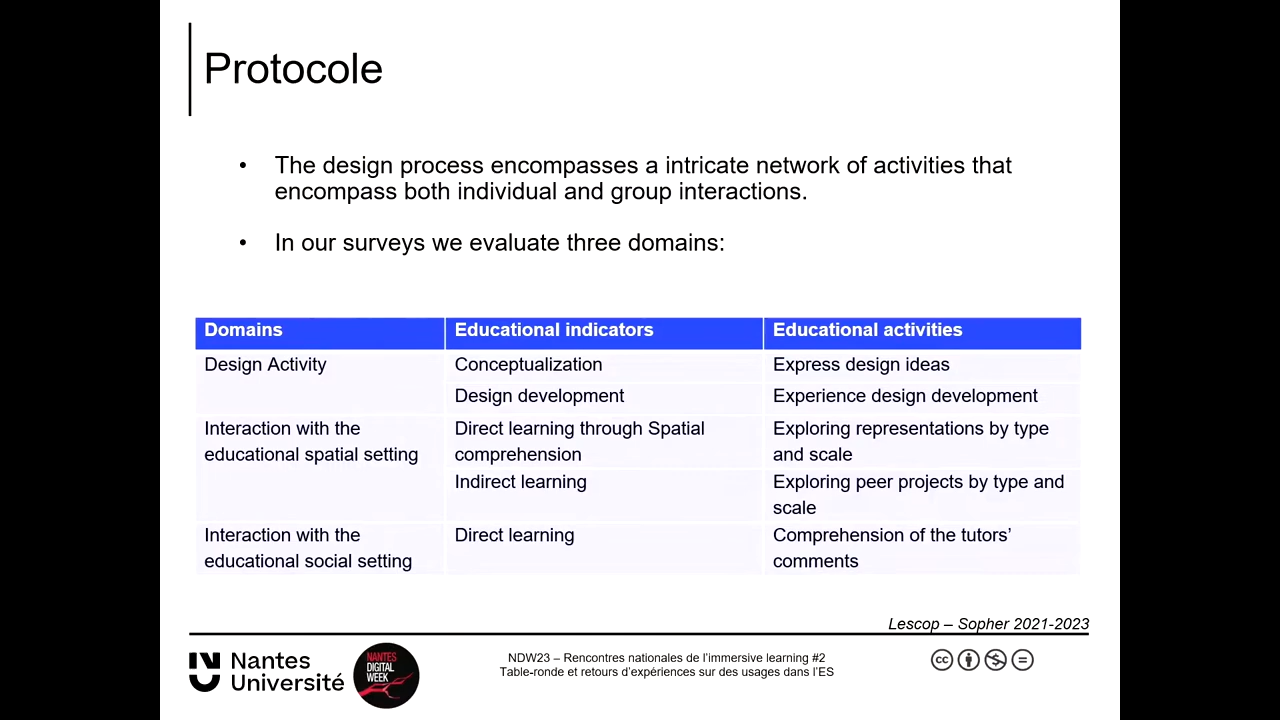 Protocole
• The design process encompasses a intricate network of activities that
encompass both individual and group interactions.
• In our surveys we evaluate three domains:
Domains Educational indicators Educational activities
Design Activity Conceptualization Express design ideas
Design development Experience design development
Interaction with the Direct learning through Spatial Exploring representations by type
educational spatial setting comprehension and scale
Indirect learning Exploring peer projects by type and
scale
Interaction with the Direct learning Comprehension of the tutors’
educational social setting comments
Lescop – Sopher 2021-2023
Nantes
Université
NANTES
DIGITAL
WEEK
NDW23 – Rencontres nationales de l’immersive learning #2
Table-ronde et retours d’expériences sur des usages dans l’ES
cc